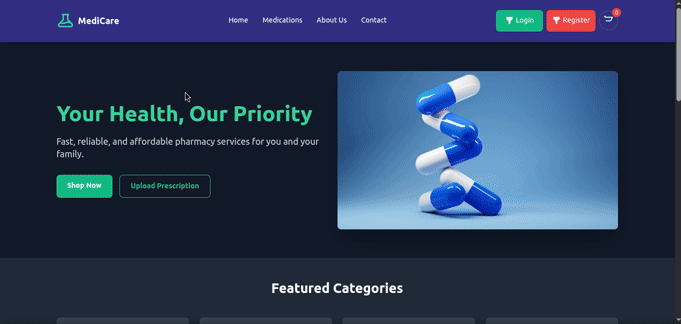 MediCare
Home Medications About Us Contact
Login Register 0
Your Health, Our Priority
Fast, reliable, and affordable pharmacy services for you and your
family.
Shop Now Upload Prescription
Featured Categories